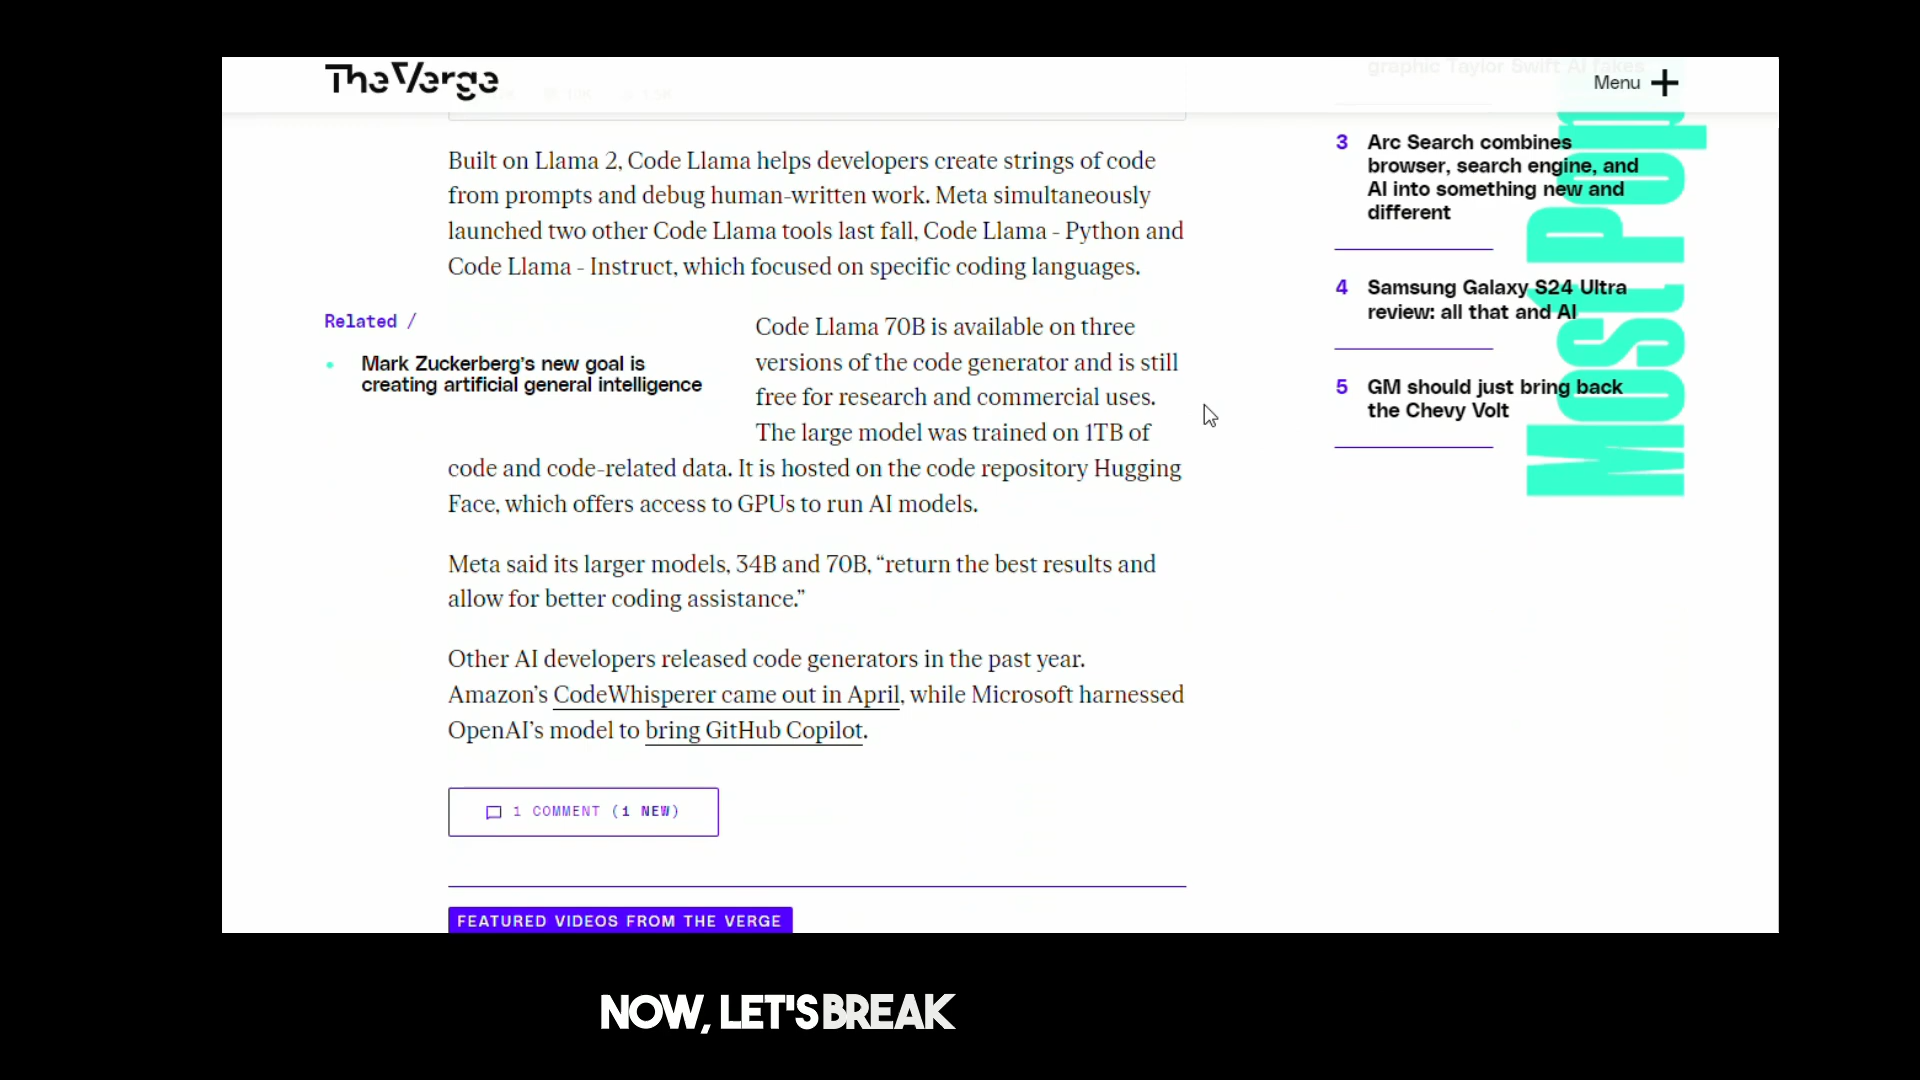 The Verge
graphic Taylor Swift AI fakes
Menu
Built on Llama 2, Code Llama helps developers create strings of code
from prompts and debug human-written work. Meta simultaneously
launched two other Code Llama tools last fall, Code Llama - Python and
Code Llama - Instruct, which focused on specific coding languages.
Related /
Mark Zuckerberg’s new goal is
creating artificial general intelligence
Code Llama 70B is available on three
versions of the code generator and is still
free for research and commercial uses.
The large model was trained on 1TB of
code and code-related data. It is hosted on the code repository Hugging
Face, which offers access to GPUs to run AI models.
Meta said its larger models, 34B and 70B, “return the best results and
allow for better coding assistance.”
Other AI developers released code generators in the past year.
Amazon’s CodeWhisperer came out in April, while Microsoft harnessed
OpenAI’s model to bring GitHub Copilot.
1 COMMENT (1 NEW)
FEATURED VIDEOS FROM THE VERGE
3 Arc Search combines
browser, search engine, and
AI into something new and
different
4 Samsung Galaxy S24 Ultra
review: all that and AI
5 GM should just bring back
the Chevy Volt
Most Pop
NOW, LET'S BREAK